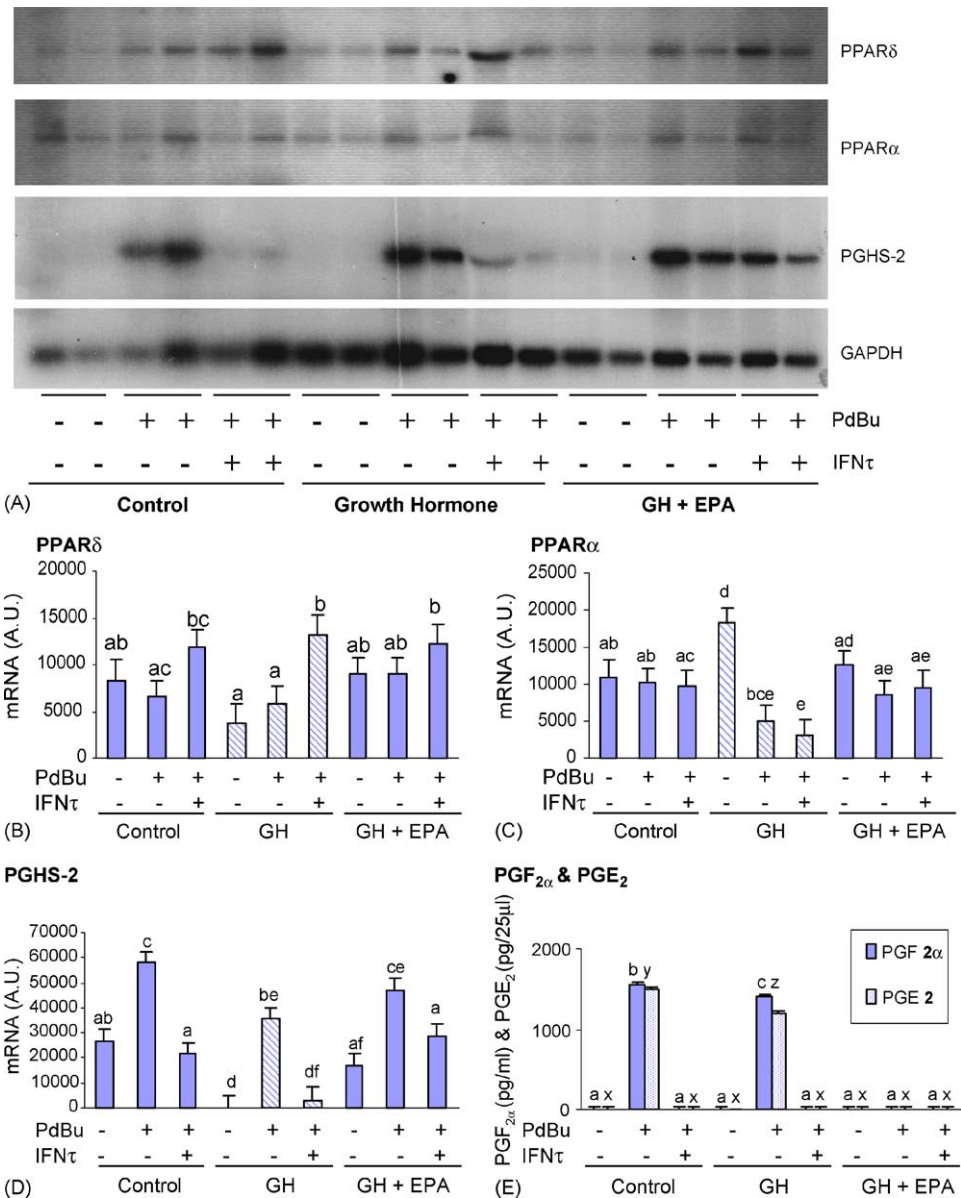 PPARδ
PPARα
PGHS-2
GAPDH
- - + + + + - - + + + + - - + + + + PdBu
- - - - + + - - - - + + - - - - + + IFNτ
(A) Control Growth Hormone GH + EPA
PPARδ
mRNA (A.U.)
20000
15000
10000
5000
0
ab ac bc a a b ab ab b
PdBu - + + - + + - + +
IFNτ - - + - - + - - +
(B) Control GH GH + EPA
PPARα
mRNA (A.U.)
25000
20000
15000
10000
5000
0
ab ab ac d bce e ad ae ae
PdBu - + + - + + - + +
IFNτ - - + - - + - - +
(C) Control GH GH + EPA
PGHS-2
mRNA (A.U.)
70000
60000
50000
40000
30000
20000
10000
0
ab c a d be df af ce a
PdBu - + + - + + - + +
IFNτ - - + - - + - - +
(D) Control GH GH + EPA
PGF2α & PGE2
PGF2α (pg/ml) & PGE2 (pg/25µl)
2000
1000
0
a x b y a x a x c z a x a x a x a x
PGF 2α
PGE 2
PdBu - + + - + + - + +
IFNτ - - + - - + - - +
(E) Control GH GH + EPA